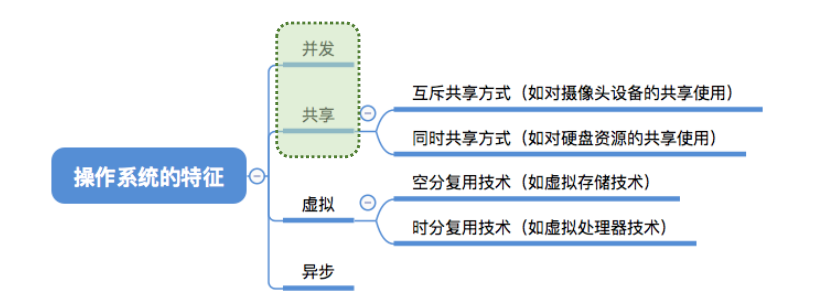 并发
共享
互斥共享方式（如对摄像头设备的共享使用）
同时共享方式（如对硬盘资源的共享使用）
操作系统的特征
虚拟
空分复用技术（如虚拟存储技术）
时分复用技术（如虚拟处理器技术）
异步